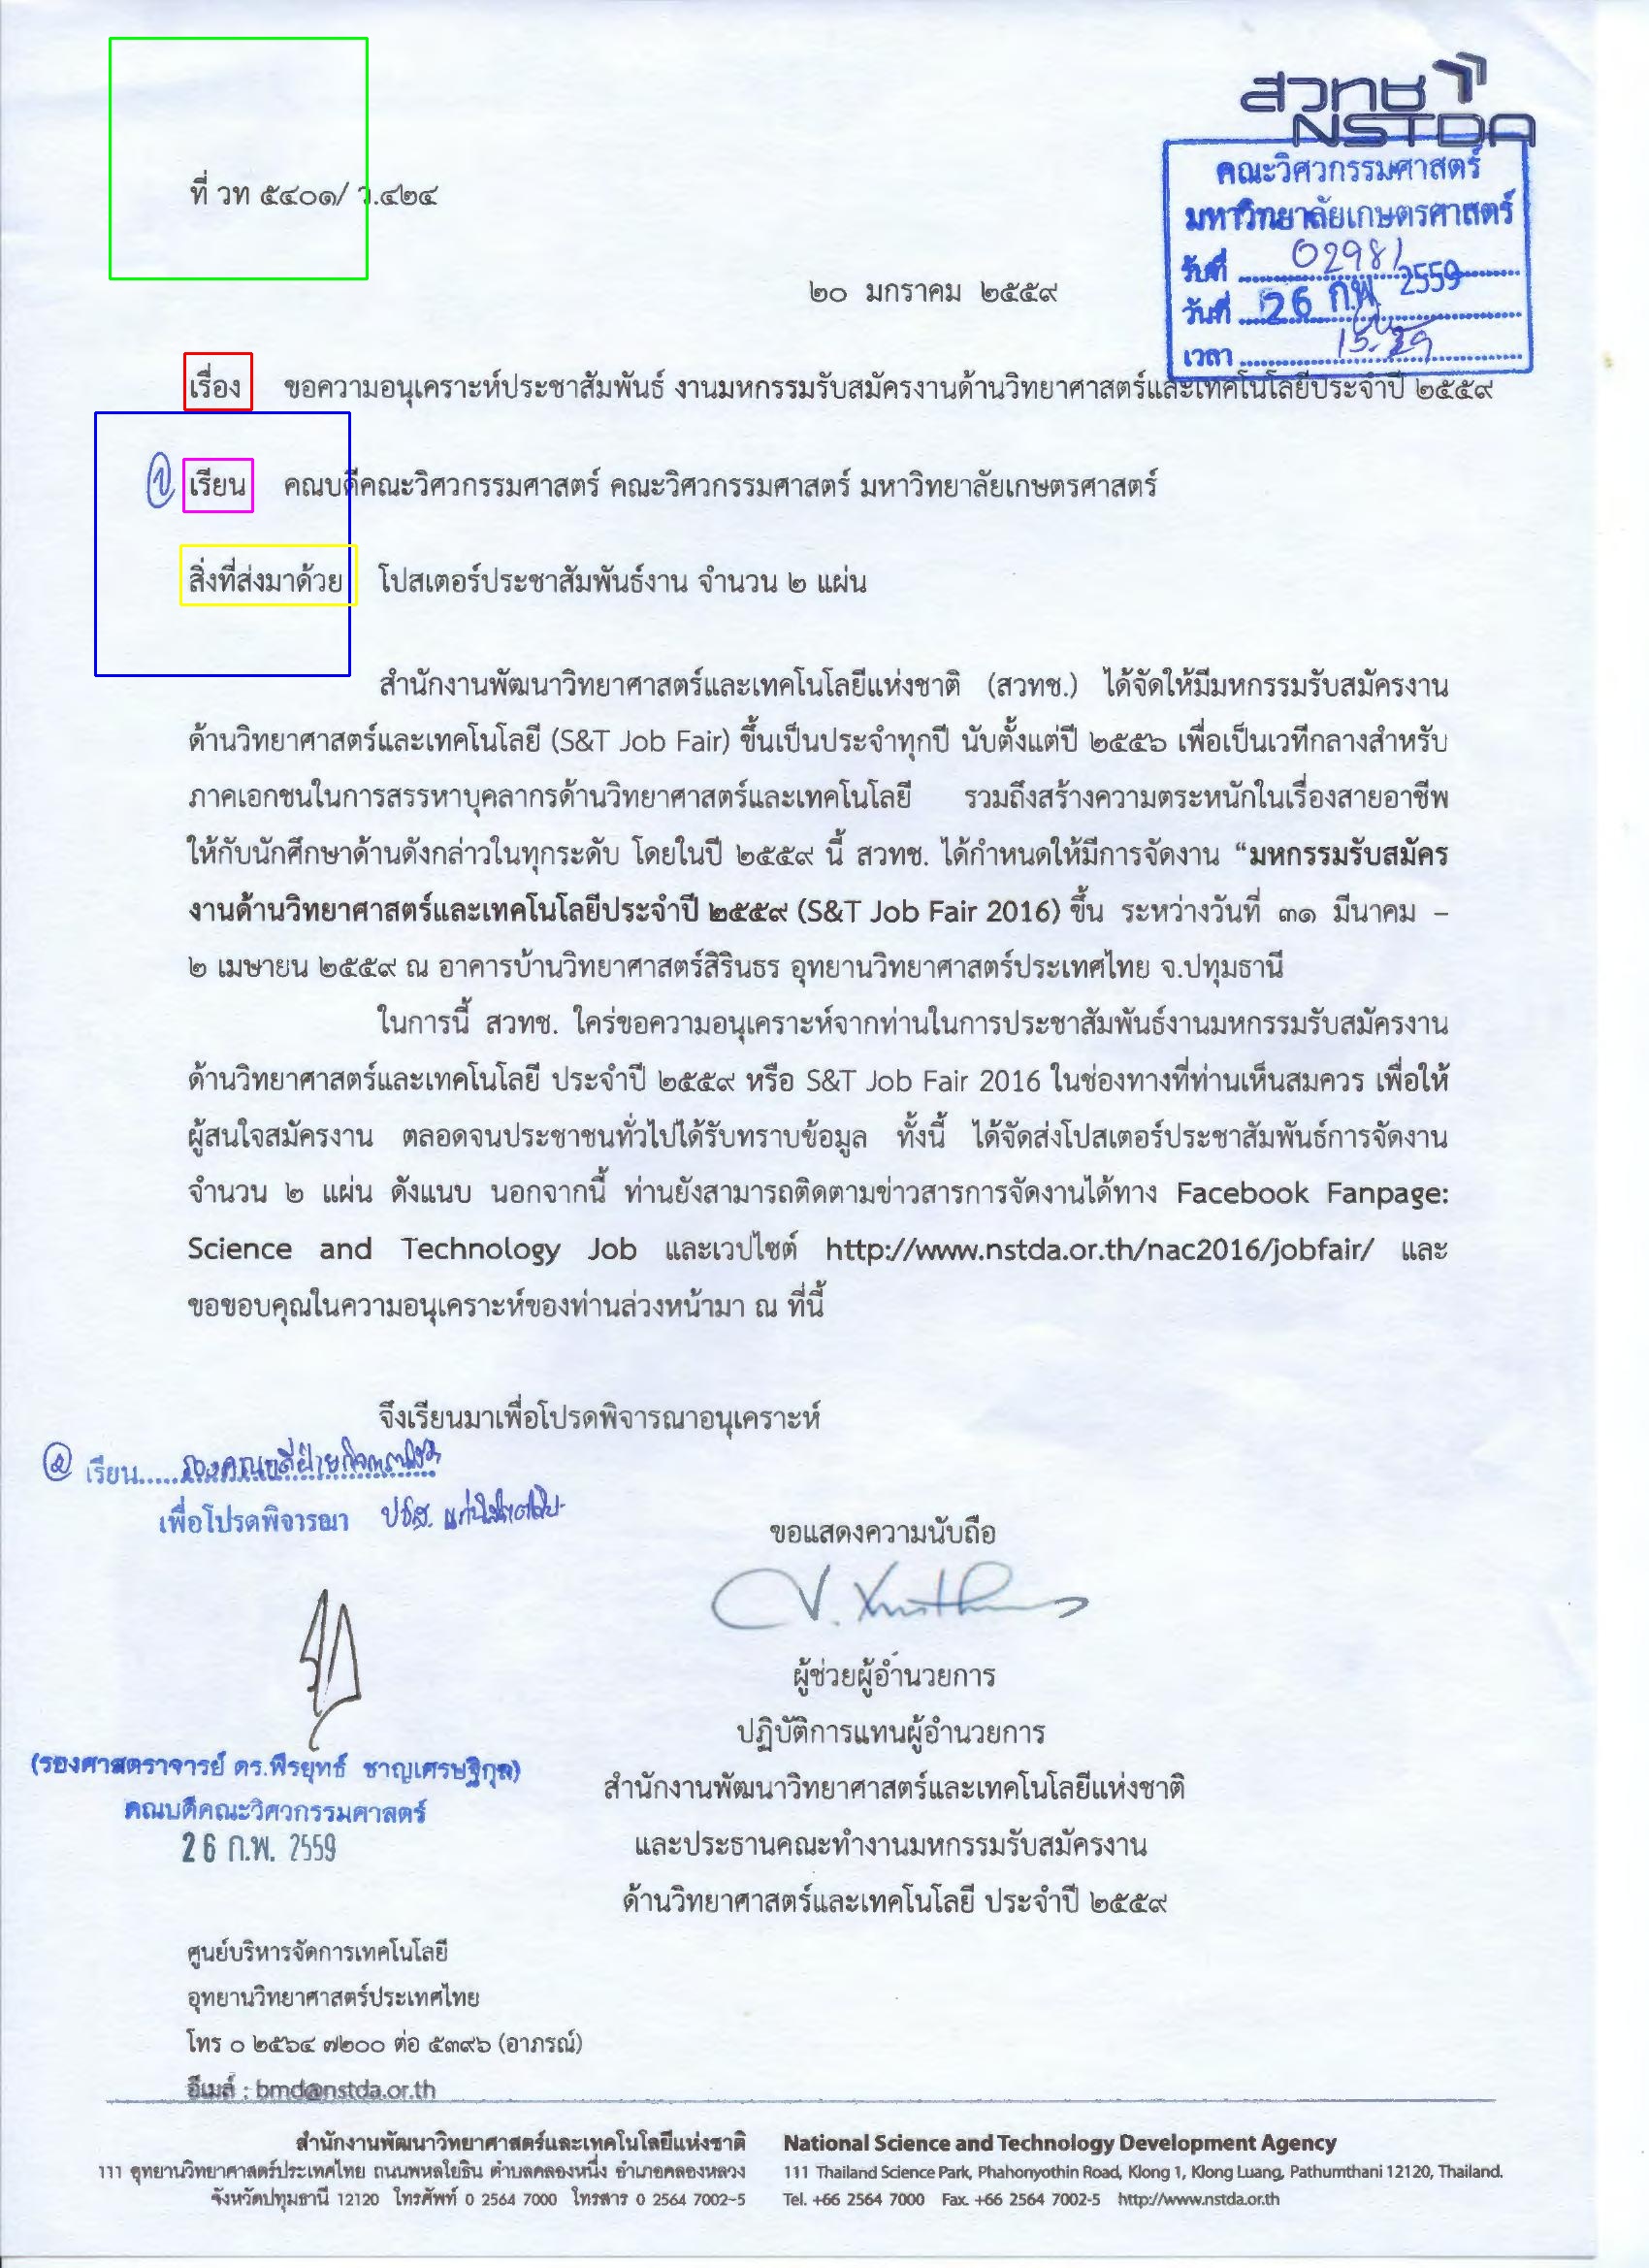 สวทช
NSTDA
คณะวิศวกรรมศาสตร์
มหาวิทยาลัยเกษตรศาสตร์
รับที่ 02981
วันที่ 26 ก.พ. 2559
เวลา 15.29
ที่ วท ๕๔๐๑/ ว.๔๒๔
๒๐ มกราคม ๒๕๕๙
เรื่อง ขอความอนุเคราะห์ประชาสัมพันธ์ งานมหกรรมรับสมัครงานด้านวิทยาศาสตร์และเทคโนโลยีประจำปี ๒๕๕๙
เรียน คณบดีคณะวิศวกรรมศาสตร์ คณะวิศวกรรมศาสตร์ มหาวิทยาลัยเกษตรศาสตร์
สิ่งที่ส่งมาด้วย โปสเตอร์ประชาสัมพันธ์งาน จำนวน ๒ แผ่น
สำนักงานพัฒนาวิทยาศาสตร์และเทคโนโลยีแห่งชาติ (สวทช.) ได้จัดให้มีมหกรรมรับสมัครงาน
ด้านวิทยาศาสตร์และเทคโนโลยี (S&T Job Fair) ขึ้นเป็นประจำทุกปี นับตั้งแต่ปี ๒๕๕๖ เพื่อเป็นเวทีกลางสำหรับ
ภาคเอกชนในการสรรหาบุคลากรด้านวิทยาศาสตร์และเทคโนโลยี รวมถึงสร้างความตระหนักในเรื่องสายอาชีพ
ให้กับนักศึกษาด้านดังกล่าวในทุกระดับ โดยในปี ๒๕๕๙ นี้ สวทช. ได้กำหนดให้มีการจัดงาน “มหกรรมรับสมัคร
งานด้านวิทยาศาสตร์และเทคโนโลยีประจำปี ๒๕๕๙ (S&T Job Fair 2016) ขึ้น ระหว่างวันที่ ๓๑ มีนาคม –
๒ เมษายน ๒๕๕๙ ณ อาคารบ้านวิทยาศาสตร์สิรินธร อุทยานวิทยาศาสตร์ประเทศไทย จ.ปทุมธานี
ในการนี้ สวทช. ใคร่ขอความอนุเคราะห์จากท่านในการประชาสัมพันธ์งานมหกรรมรับสมัครงาน
ด้านวิทยาศาสตร์และเทคโนโลยี ประจำปี ๒๕๕๙ หรือ S&T Job Fair 2016 ในช่องทางที่ท่านเห็นสมควร เพื่อให้
ผู้สนใจสมัครงาน ตลอดจนประชาชนทั่วไปได้รับทราบข้อมูล ทั้งนี้ ได้จัดส่งโปสเตอร์ประชาสัมพันธ์การจัดงาน
จำนวน ๒ แผ่น ดังแนบ นอกจากนี้ ท่านยังสามารถติดตามข่าวสารการจัดงานได้ทาง Facebook Fanpage:
Science and Technology Job และเวปไซต์ http://www.nstda.or.th/nac2016/jobfair/ และ
ขอขอบคุณในความอนุเคราะห์ของท่านล่วงหน้ามา ณ ที่นี้
จึงเรียนมาเพื่อโปรดพิจารณาอนุเคราะห์
๒ เรียน รองคณบดีฝ่ายกิจการนิสิต
เพื่อโปรดพิจารณา ปชส.
ขอแสดงความนับถือ
ผู้ช่วยผู้อำนวยการ
ปฏิบัติการแทนผู้อำนวยการ
สำนักงานพัฒนาวิทยาศาสตร์และเทคโนโลยีแห่งชาติ
และประธานคณะทำงานมหกรรมรับสมัครงาน
ด้านวิทยาศาสตร์และเทคโนโลยี ประจำปี ๒๕๕๙
(รองศาสตราจารย์ ดร.พีรยุทธ์ ชาญเศรษฐิกุล)
คณบดีคณะวิศวกรรมศาสตร์
26 ก.พ. 2559
ศูนย์บริหารจัดการเทคโนโลยี
อุทยานวิทยาศาสตร์ประเทศไทย
โทร ๐ ๒๕๖๔ ๗๒๐๐ ต่อ ๕๓๙๖ (อาภรณ์)
อีเมล์ : bmd@nstda.or.th
สำนักงานพัฒนาวิทยาศาสตร์และเทคโนโลยีแห่งชาติ
111 อุทยานวิทยาศาสตร์ประเทศไทย ถนนพหลโยธิน ตำบลคลองหนึ่ง อำเภอคลองหลวง
จังหวัดปทุมธานี 12120 โทรศัพท์ 0 2564 7000 โทรสาร 0 2564 7002-5
National Science and Technology Development Agency
111 Thailand Science Park, Phahonyothin Road, Klong 1, Klong Luang, Pathumthani 12120, Thailand.
Tel. +66 2564 7000 Fax. +66 2564 7002-5 http://www.nstda.or.th